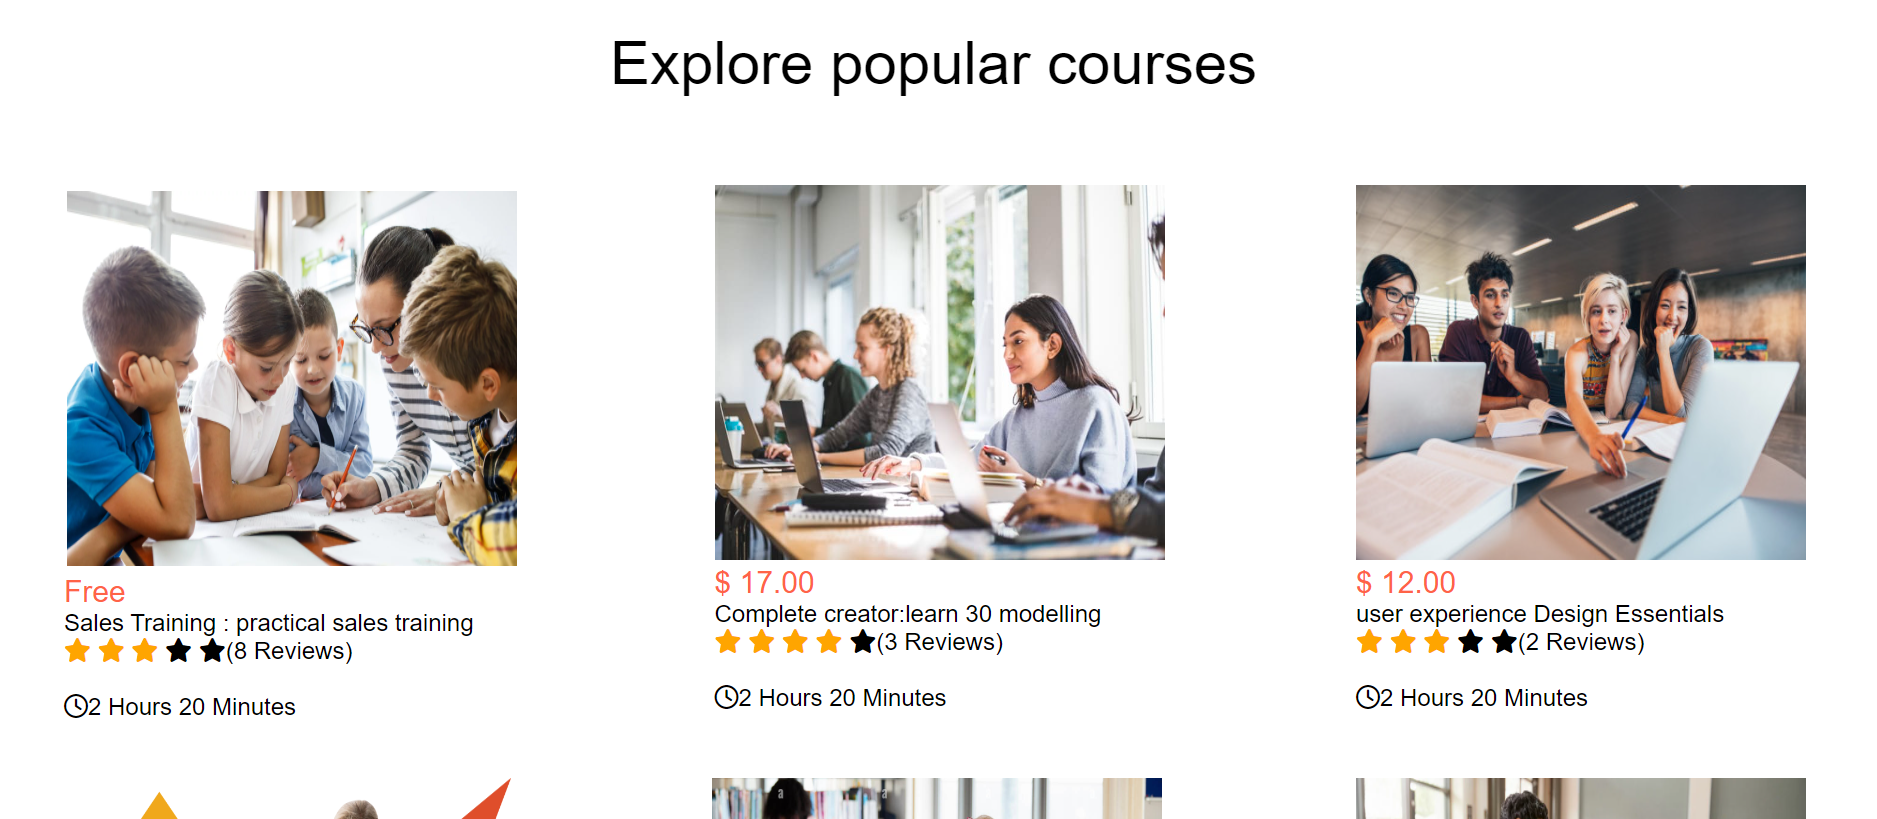 Explore popular courses
Free
Sales Training : practical sales training
(8 Reviews)
2 Hours 20 Minutes
$ 17.00
Complete creator:learn 30 modelling
(3 Reviews)
2 Hours 20 Minutes
$ 12.00
user experience Design Essentials
(2 Reviews)
2 Hours 20 Minutes
a a